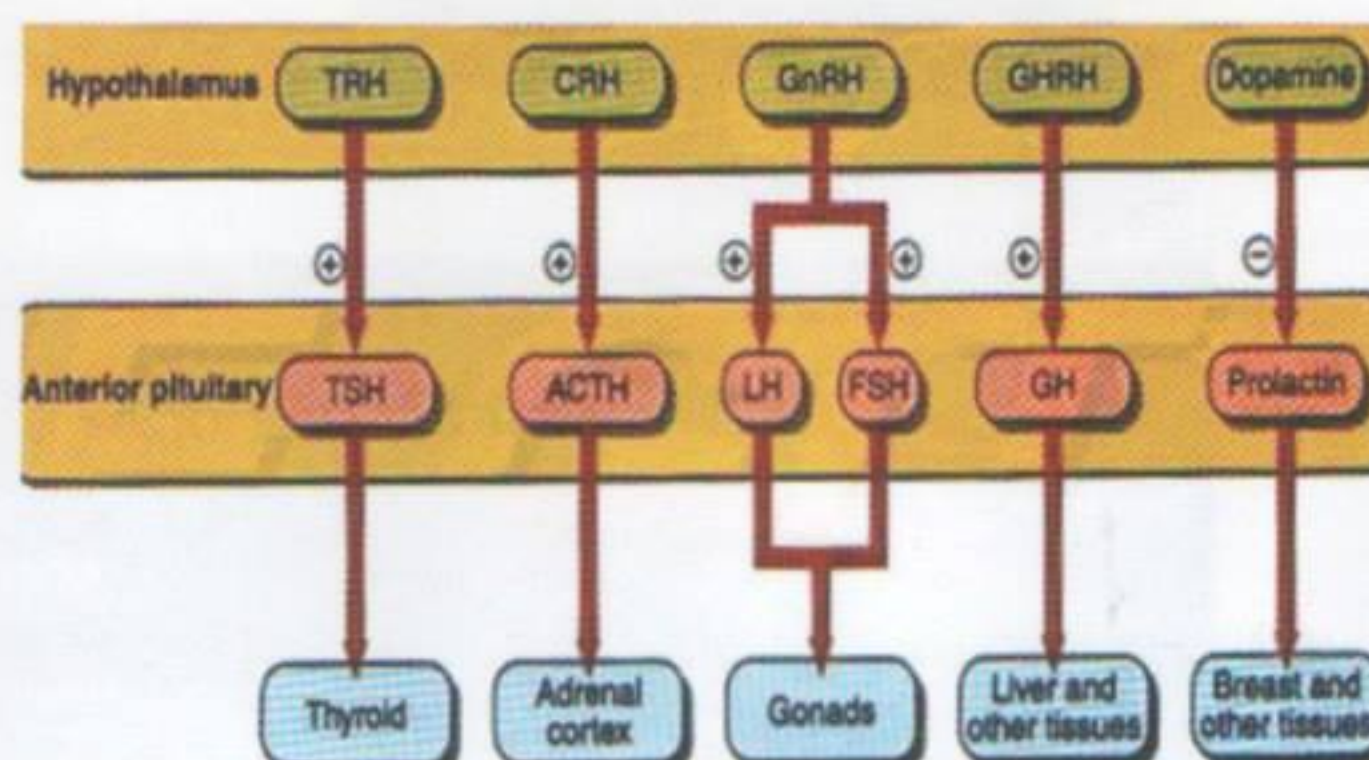 Hypothalamus TRH CRH GnRH GHRH Dopamine
+ + + + + −
Anterior pituitary TSH ACTH LH FSH GH Prolactin
Thyroid
Adrenal
cortex
Gonads
Liver and
other tissues
Breast and
other tissues